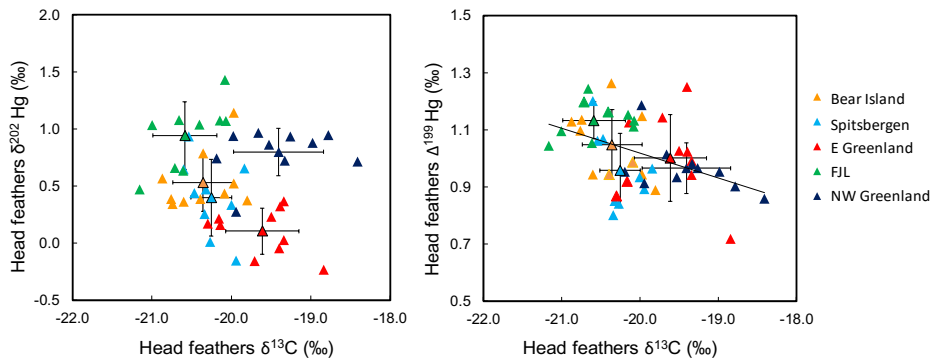 Head feathers δ²⁰² Hg (‰)
1.5
1.0
0.5
0.0
-0.5
-22.0 -21.0 -20.0 -19.0 -18.0
Head feathers δ¹³C (‰)
Head feathers Δ¹⁹⁹ Hg (‰)
1.5
1.3
1.1
0.9
0.7
0.5
-22.0 -21.0 -20.0 -19.0 -18.0
Head feathers δ¹³C (‰)
Bear Island
Spitsbergen
E Greenland
FJL
NW Greenland